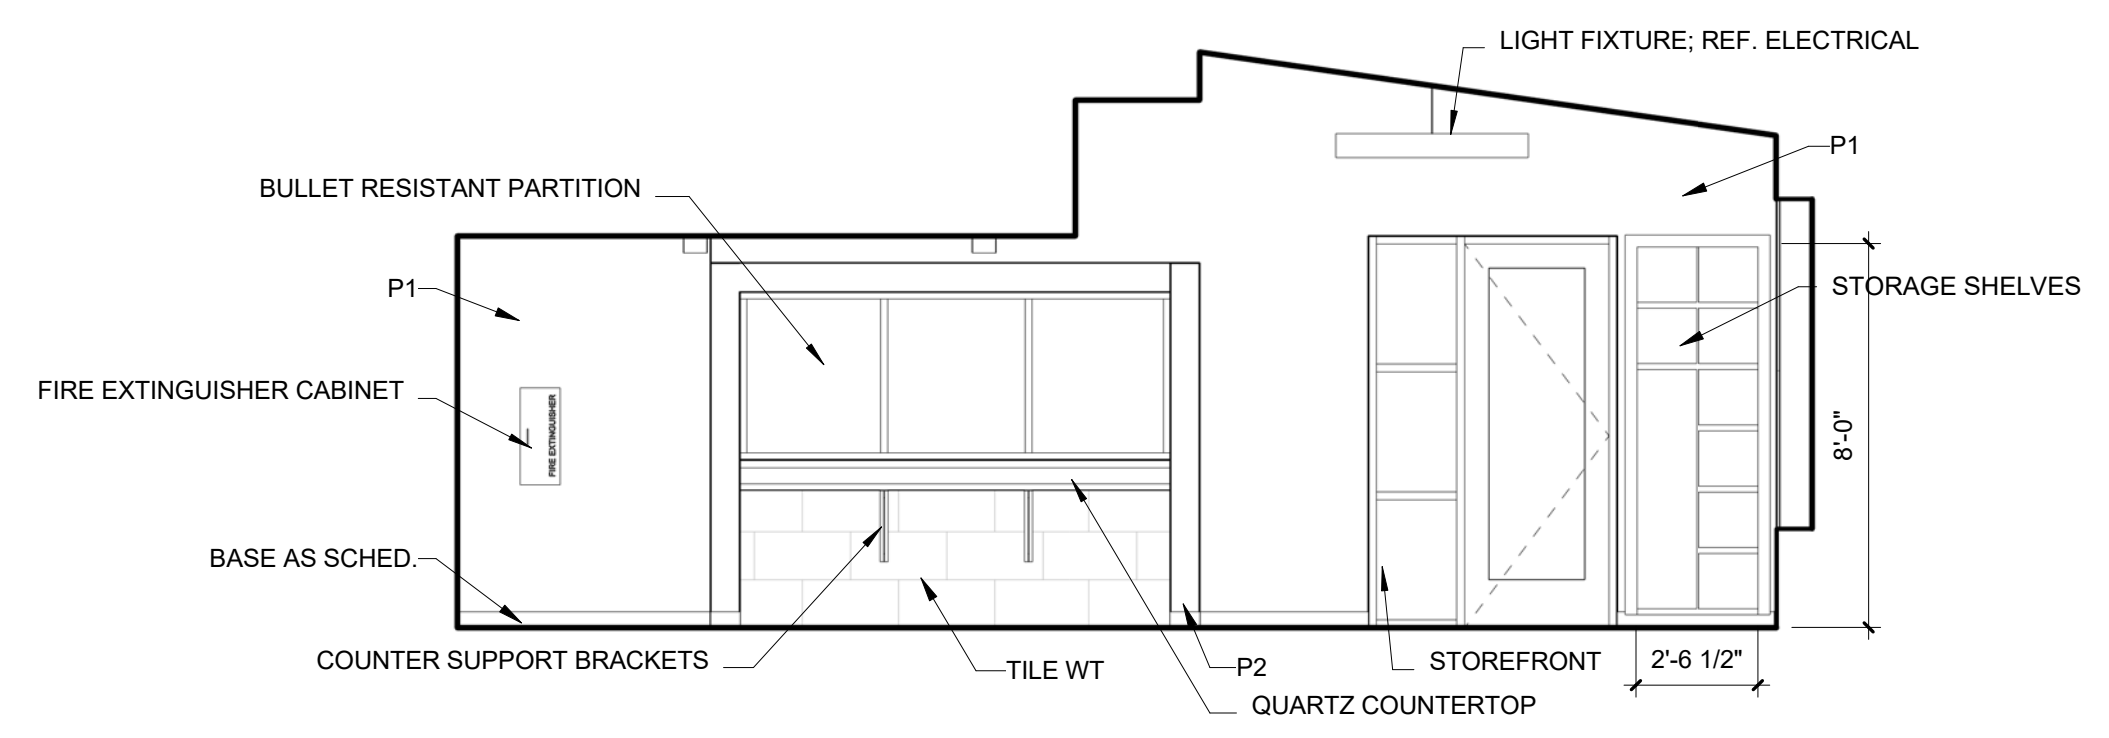 LIGHT FIXTURE; REF. ELECTRICAL
P1
BULLET RESISTANT PARTITION
P1
STORAGE SHELVES
FIRE EXTINGUISHER CABINET
FIRE EXTINGUISHER
8'-0"
BASE AS SCHED.
COUNTER SUPPORT BRACKETS
TILE WT
P2
STOREFRONT
2'-6 1/2"
QUARTZ COUNTERTOP